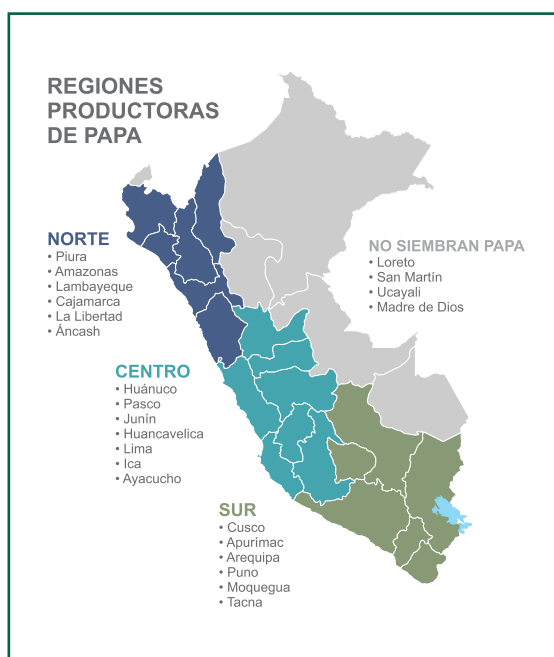 REGIONES
PRODUCTORAS
DE PAPA
NORTE
• Piura
• Amazonas
• Lambayeque
• Cajamarca
• La Libertad
• Áncash
NO SIEMBRAN PAPA
• Loreto
• San Martín
• Ucayali
• Madre de Dios
CENTRO
• Huánuco
• Pasco
• Junín
• Huancavelica
• Lima
• Ica
• Ayacucho
SUR
• Cusco
• Apurímac
• Arequipa
• Puno
• Moquegua
• Tacna